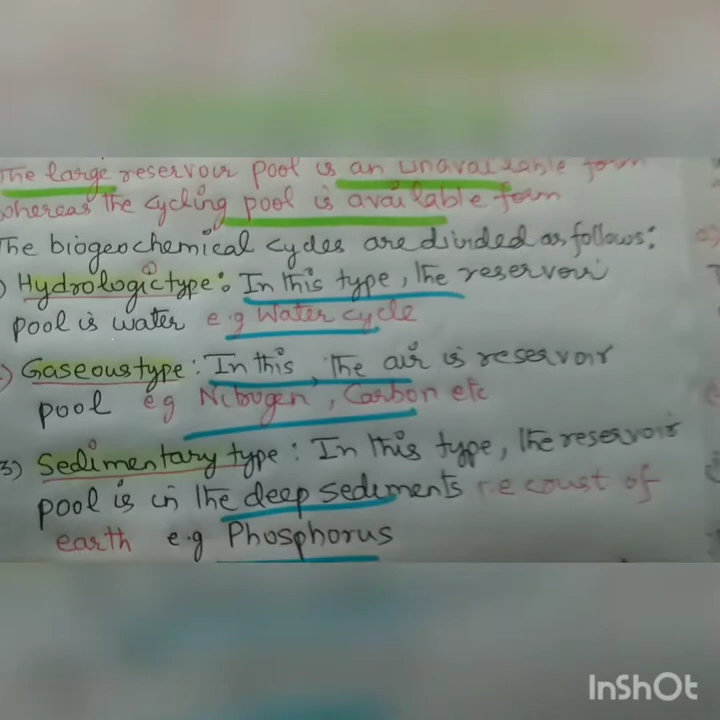 The large reservour pool is an unavailable form
whereas the cycling pool is available form
The biogeochemical cycles are divided as follows:
) Hydrologic type: In this type, the reservour
pool is water e.g Water cycle
) Gaseous type: In this, The air is reservoir
pool eg Nitrogen, Carbon etc
3) Sedimentary type: In this type, the reservoir
pool is in the deep sediments i.e coust of
earth e.g Phosphorus
InShOt